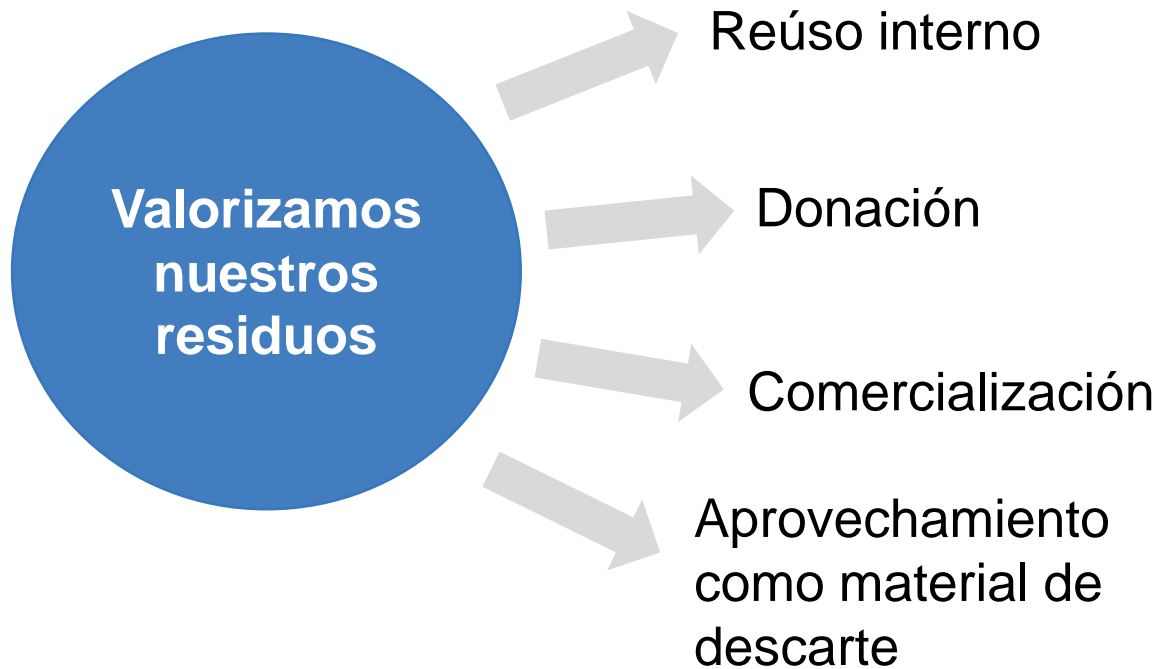 Valorizamos
nuestros
residuos
Reúso interno
Donación
Comercialización
Aprovechamiento
como material de
descarte